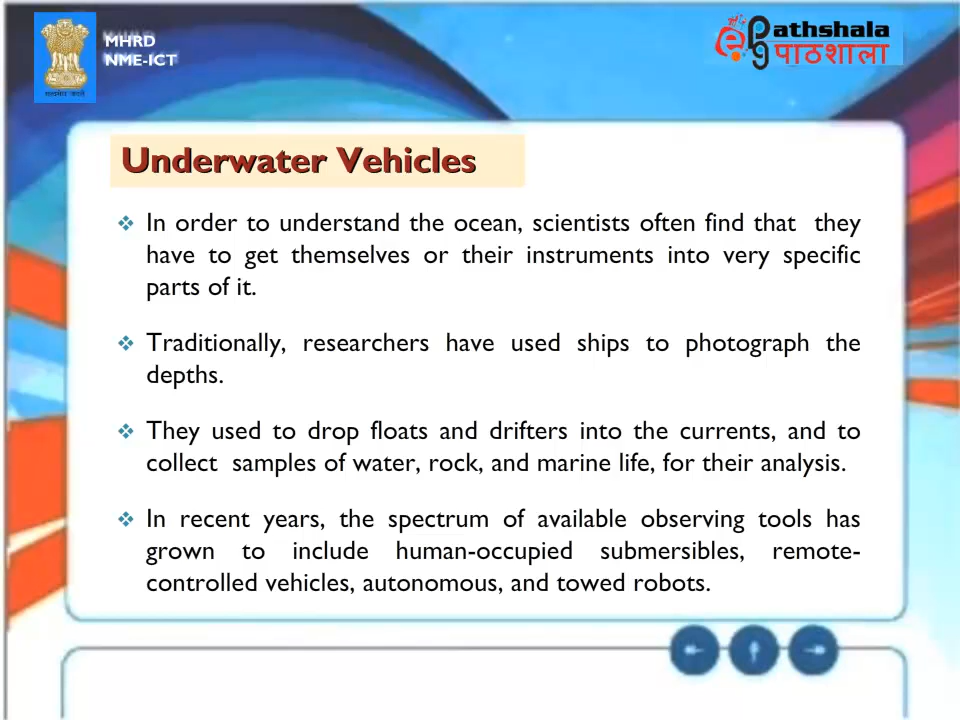 MHRD
NME-ICT
ePG athshala
पाठशाला
Underwater Vehicles
In order to understand the ocean, scientists often find that they
have to get themselves or their instruments into very specific
parts of it.
Traditionally, researchers have used ships to photograph the
depths.
They used to drop floats and drifters into the currents, and to
collect samples of water, rock, and marine life, for their analysis.
In recent years, the spectrum of available observing tools has
grown to include human-occupied submersibles, remote-
controlled vehicles, autonomous, and towed robots.